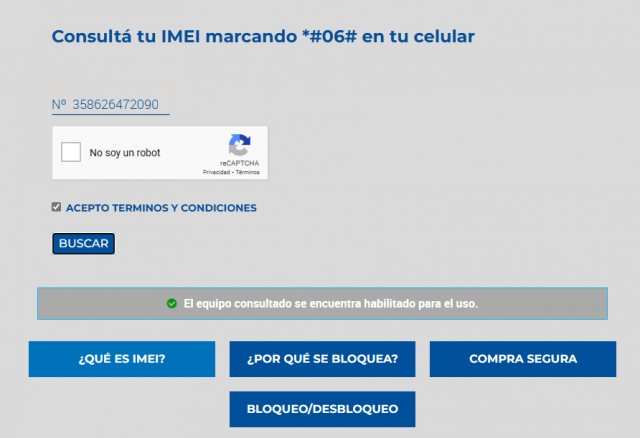 Consultá tu IMEI marcando *#06# en tu celular
Nº 358626472090
No soy un robot
reCAPTCHA
Privacidad - Términos
ACEPTO TERMINOS Y CONDICIONES
BUSCAR
El equipo consultado se encuentra habilitado para el uso.
¿QUÉ ES IMEI? ¿POR QUÉ SE BLOQUEA? COMPRA SEGURA
BLOQUEO/DESBLOQUEO